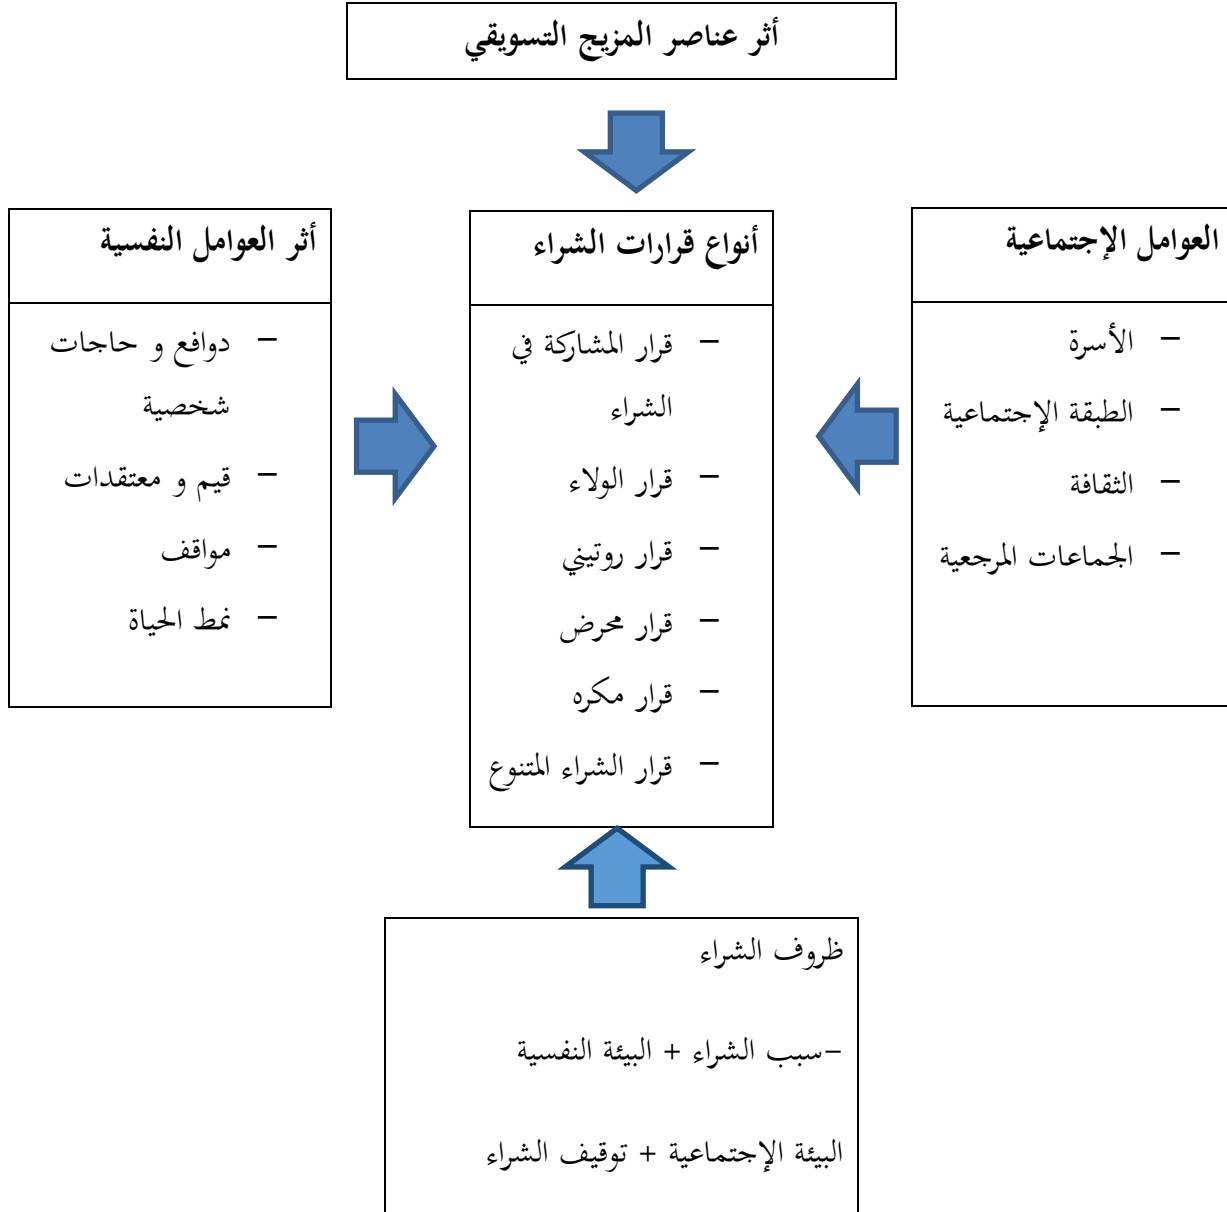 أثر عناصر المزيج التسويقي
العوامل الإجتماعية
– الأسرة
– الطبقة الإجتماعية
– الثقافة
– الجماعات المرجعية
أنواع قرارات الشراء
– قرار المشاركة في
الشراء
– قرار الولاء
– قرار روتيني
– قرار محرض
– قرار مكره
– قرار الشراء المتنوع
أثر العوامل النفسية
– دوافع و حاجات
شخصية
– قيم و معتقدات
– مواقف
– نمط الحياة
ظروف الشراء
–سبب الشراء + البيئة النفسية
البيئة الإجتماعية + توقيف الشراء